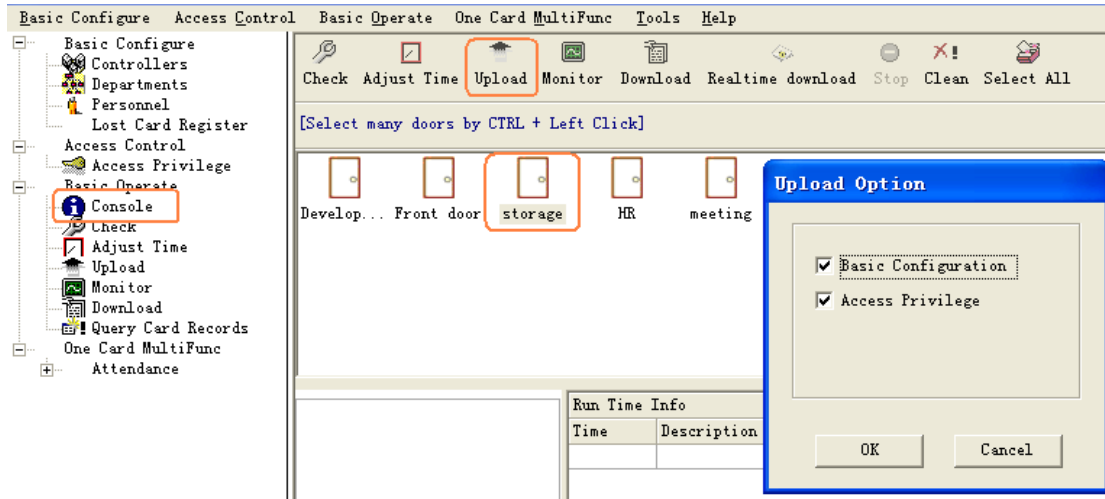 Basic Configure Access Control Basic Operate One Card MultiFunc Tools Help
Basic Configure
Controllers
Departments
Personnel
Lost Card Register
Access Control
Access Privilege
Basic Operate
Console
Check
Adjust Time
Upload
Monitor
Download
Query Card Records
One Card MultiFunc
Attendance
Check Adjust Time Upload Monitor Download Realtime download Stop Clean Select All
[Select many doors by CTRL + Left Click]
Develop... Front door storage HR meeting
Run Time Info
Time Description
Upload Option
Basic Configuration
Access Privilege
OK Cancel